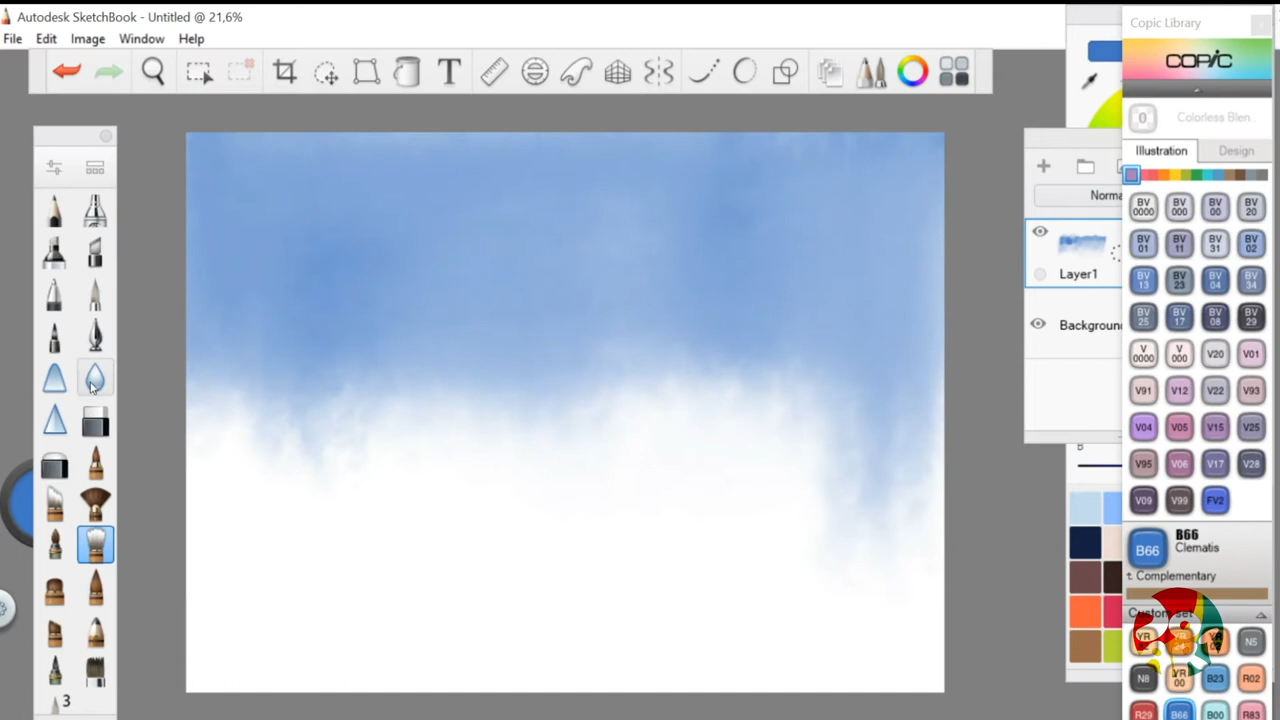 Autodesk SketchBook - Untitled @ 21,6%
File Edit Image Window Help
T
Copic Library
COPIC
0 Colorless Blen.
Illustration Design
Norma
Layer1
Background
BV 0000 BV 000 BV 00 BV 20
BV 01 BV 11 BV 31 BV 02
BV 13 BV 23 BV 04 BV 34
BV 25 BV 17 BV 08 BV 29
V 0000 V 000 V20 V01
V91 V12 V22 V93
V04 V05 V15 V25
V95 V06 V17 V28
V09 V99 FV2
B66
B66
Clematis
t. Complementary
Custom set
N5
N8 YR 00 B23 R02
R29 B66 B00 R83
3